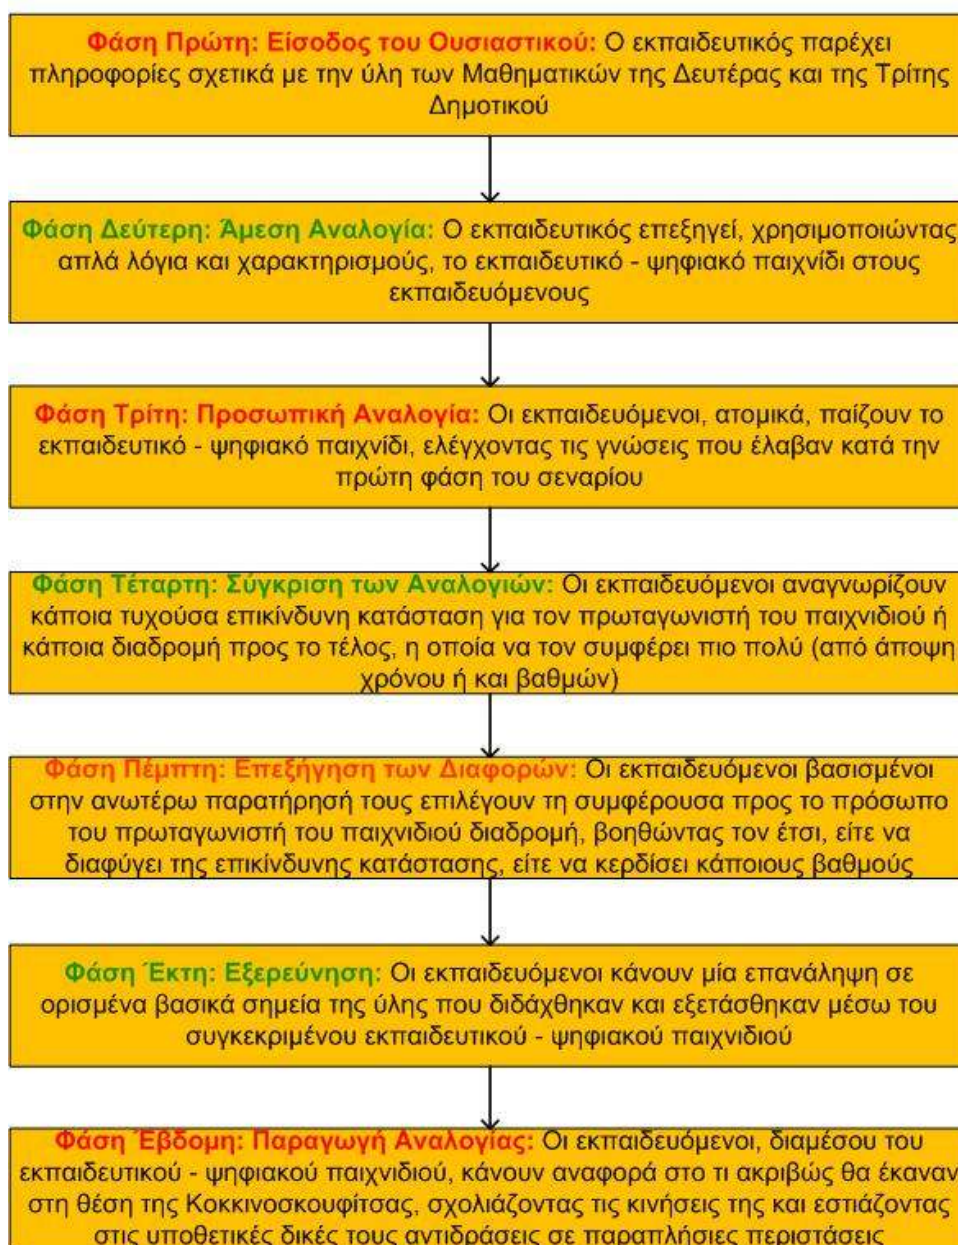 Φάση Πρώτη: Είσοδος του Ουσιαστικού: Ο εκπαιδευτικός παρέχει
πληροφορίες σχετικά με την ύλη των Μαθηματικών της Δευτέρας και της Τρίτης
Δημοτικού
Φάση Δεύτερη: Άμεση Αναλογία: Ο εκπαιδευτικός επεξηγεί, χρησιμοποιώντας
απλά λόγια και χαρακτηρισμούς, το εκπαιδευτικό - ψηφιακό παιχνίδι στους
εκπαιδευόμενους
Φάση Τρίτη: Προσωπική Αναλογία: Οι εκπαιδευόμενοι, ατομικά, παίζουν το
εκπαιδευτικό - ψηφιακό παιχνίδι, ελέγχοντας τις γνώσεις που έλαβαν κατά την
πρώτη φάση του σεναρίου
Φάση Τέταρτη: Σύγκριση των Αναλογιών: Οι εκπαιδευόμενοι αναγνωρίζουν
κάποια τυχούσα επικίνδυνη κατάσταση για τον πρωταγωνιστή του παιχνιδιού ή
κάποια διαδρομή προς το τέλος, η οποία να τον συμφέρει πιο πολύ (από άποψη
χρόνου ή και βαθμών)
Φάση Πέμπτη: Επεξήγηση των Διαφορών: Οι εκπαιδευόμενοι βασισμένοι
στην ανωτέρω παρατήρησή τους επιλέγουν τη συμφέρουσα προς το πρόσωπο
του πρωταγωνιστή του παιχνιδιού διαδρομή, βοηθώντας τον έτσι, είτε να
διαφύγει της επικίνδυνης κατάστασης, είτε να κερδίσει κάποιους βαθμούς
Φάση Έκτη: Εξερεύνηση: Οι εκπαιδευόμενοι κάνουν μία επανάληψη σε
ορισμένα βασικά σημεία της ύλης που διδάχθηκαν και εξετάσθηκαν μέσω του
συγκεκριμένου εκπαιδευτικού - ψηφιακού παιχνιδιού
Φάση Έβδομη: Παραγωγή Αναλογίας: Οι εκπαιδευόμενοι, διαμέσου του
εκπαιδευτικού - ψηφιακού παιχνιδιού, κάνουν αναφορά στο τι ακριβώς θα έκαναν
στη θέση της Κοκκινοσκουφίτσας, σχολιάζοντας τις κινήσεις της και εστιάζοντας
στις υποθετικές δικές τους αντιδράσεις σε παραπλήσιες περιστάσεις